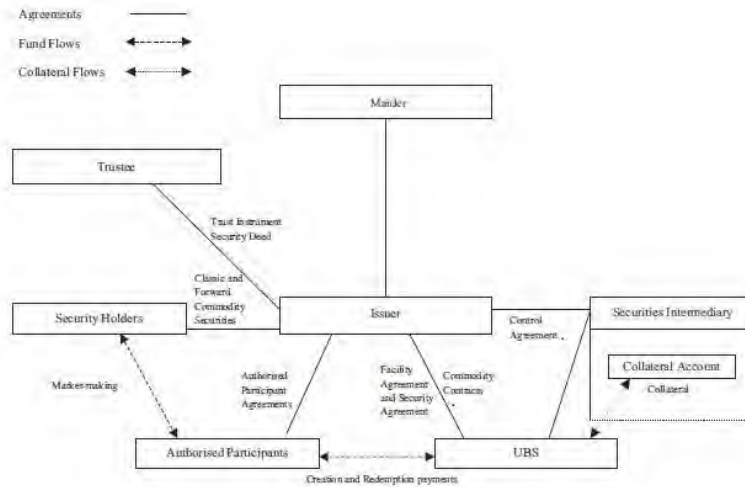 Agreements
Fund Flows
Collateral Flows
Manjer
Trustee
Trust Instrument
Security Deed
Classic and
Forward
Commodity
Securities
Security Holders
Issuer
Control
Agreement
Securities Intermediary
Collateral Account
Collateral
Market-making
Authorised
Participant
Agreements
Facility
Agreement
and Security
Agreement
Commodity
Contracts
Authorised Participants
UBS
Creation and Redemption payments